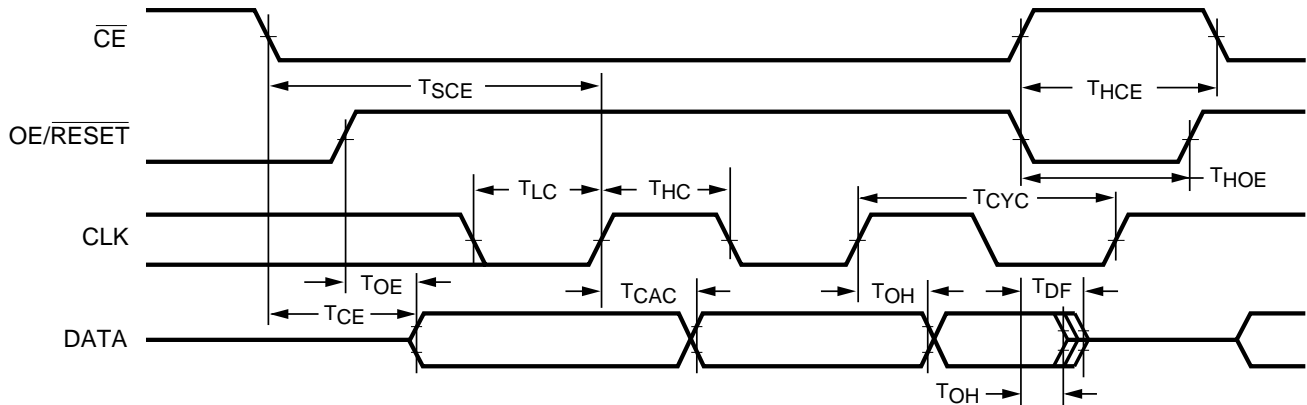 CE
TSCE
THCE
OE/RESET
TLC
THC
TCYC
THOE
CLK
TOE
TCAC
TOH
TDF
TCE
DATA
TOH